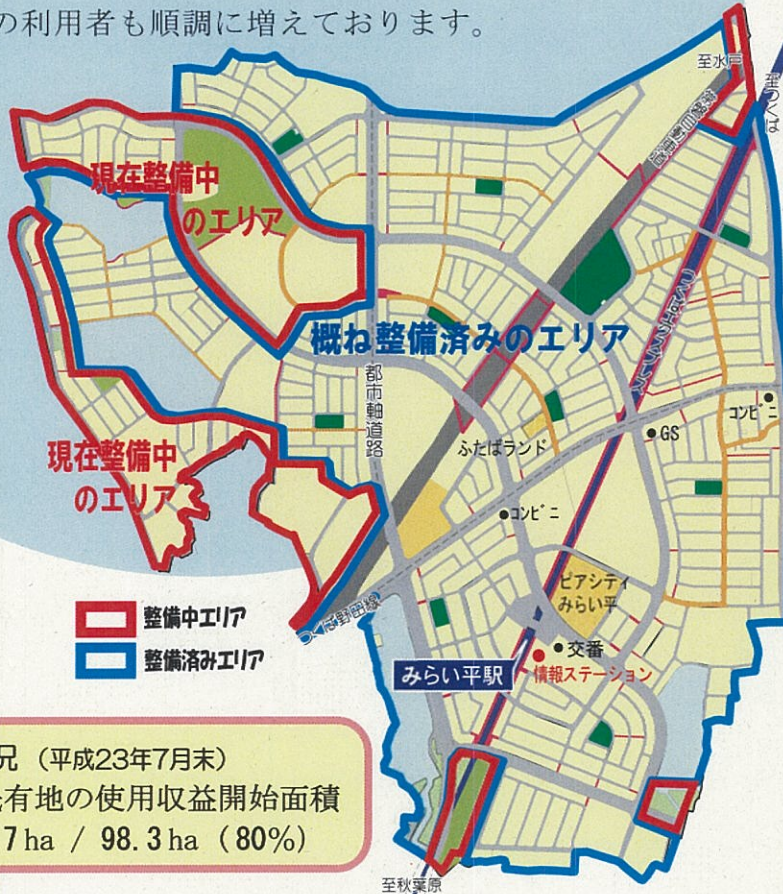 の利用者も順調に増えております。
至水戸
至つくば
常磐自動車道
現在整備中
のエリア
つくばエクスプレス
概ね整備済みのエリア
都市軸道路
コンビニ
GS
ふたばランド
現在整備中
のエリア
コンビニ
ピアシティ
みらい平
整備中エリア
つくば野田線
交番
整備済みエリア
みらい平駅
情報ステーション
況 (平成23年7月末)
有地の使用収益開始面積
7ha / 98.3ha (80%)
至秋葉原